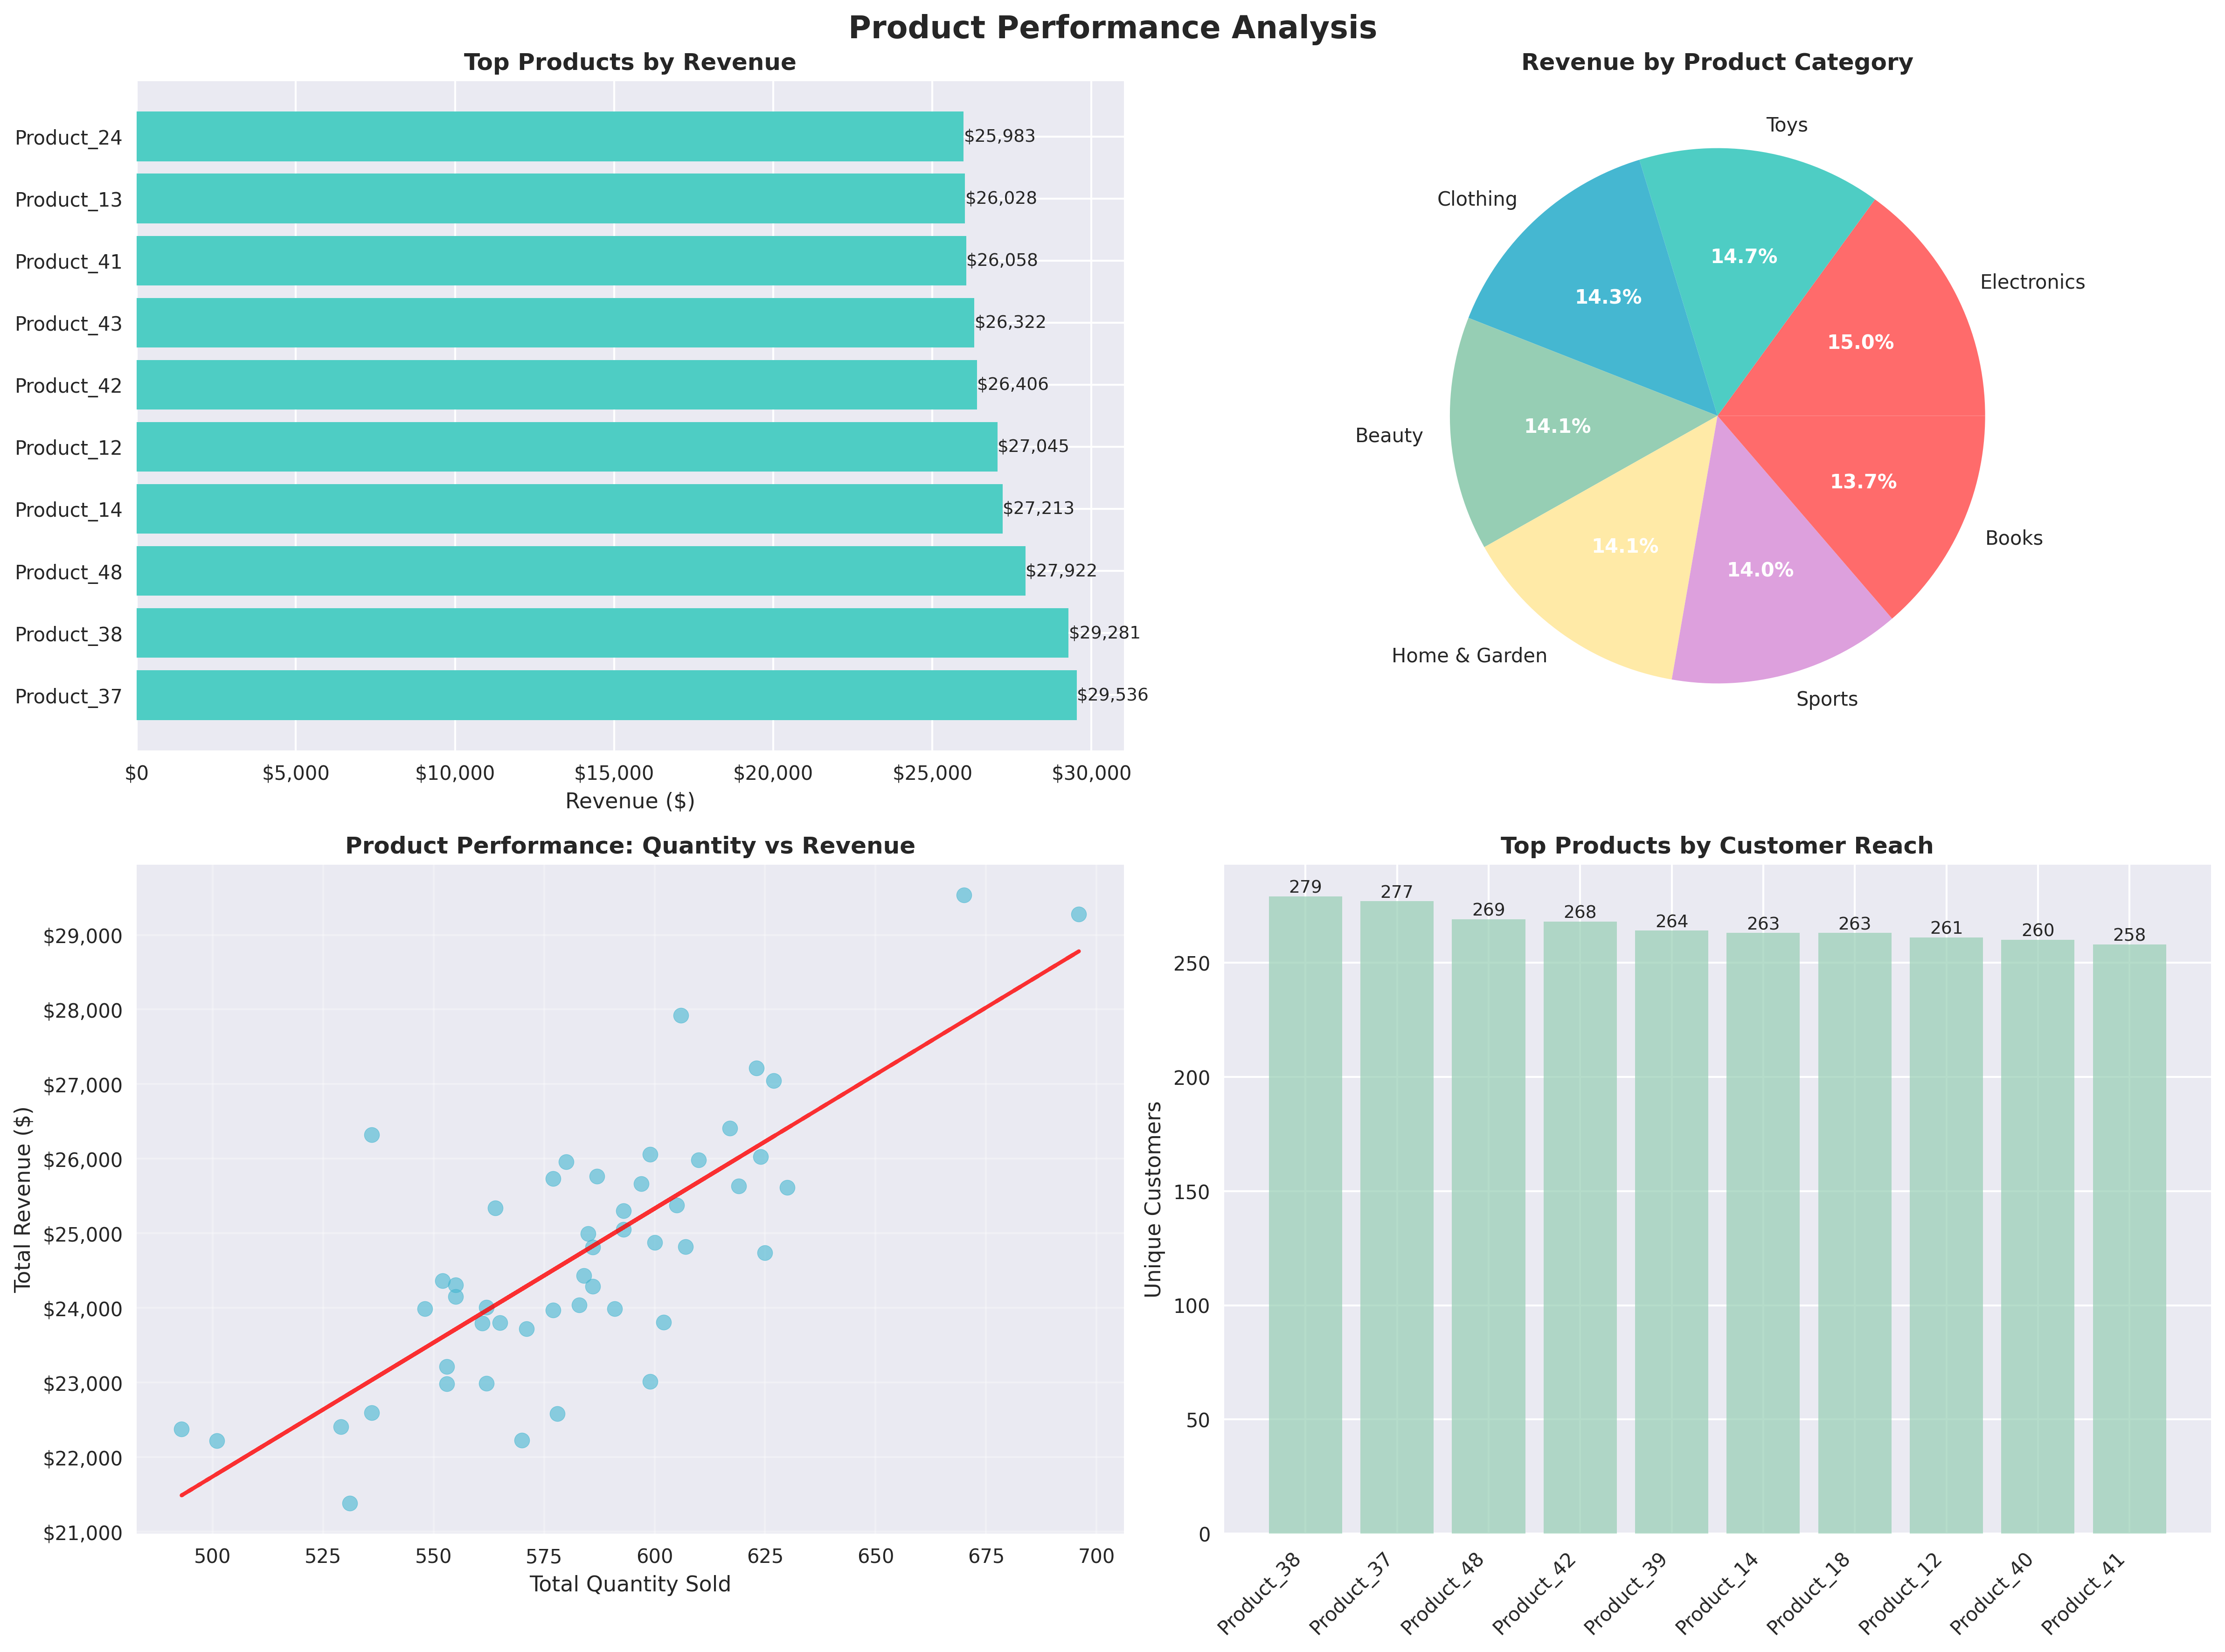 Product Performance Analysis
Top Products by Revenue
Product_24
$25,983
Product_13
$26,028
Product_41
$26,058
Product_43
$26,322
Product_42
$26,406
Product_12
$27,045
Product_14
$27,213
Product_48
$27,922
Product_38
$29,281
Product_37
$29,536
$0 $5,000 $10,000 $15,000 $20,000 $25,000 $30,000
Revenue ($)
Revenue by Product Category
Toys
Clothing
Electronics
Beauty
Books
Home & Garden
Sports
14.7%
14.3%
15.0%
14.1%
13.7%
14.1%
14.0%
Product Performance: Quantity vs Revenue
Total Revenue ($)
$29,000
$28,000
$27,000
$26,000
$25,000
$24,000
$23,000
$22,000
$21,000
500 525 550 575 600 625 650 675 700
Total Quantity Sold
Top Products by Customer Reach
Unique Customers
250
200
150
100
50
0
279 277 269 268 264 263 263 261 260 258
Product_38 Product_37 Product_48 Product_42 Product_39 Product_14 Product_18 Product_12 Product_40 Product_41